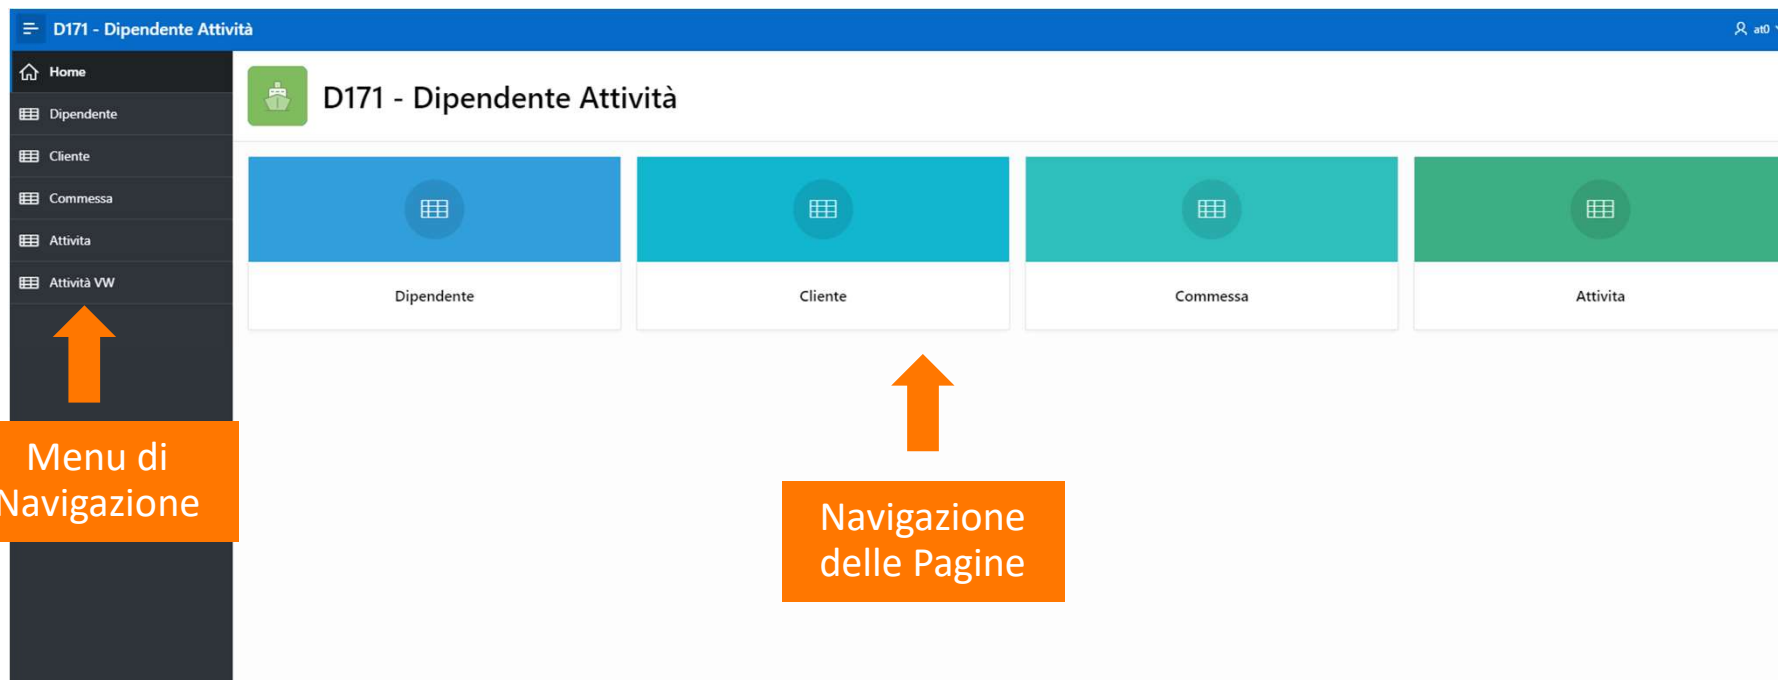 D171 - Dipendente Attività
at0
Home
Dipendente
Cliente
Commessa
Attivita
Attività VW
D171 - Dipendente Attività
Dipendente
Cliente
Commessa
Attivita
Menu di
Navigazione
Navigazione
delle Pagine